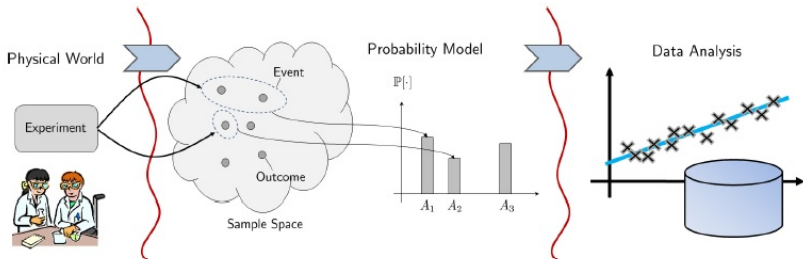 Physical World
Experiment
Event
Outcome
Sample Space
Probability Model
ℙ[·]
A₁ A₂ A₃
Data Analysis